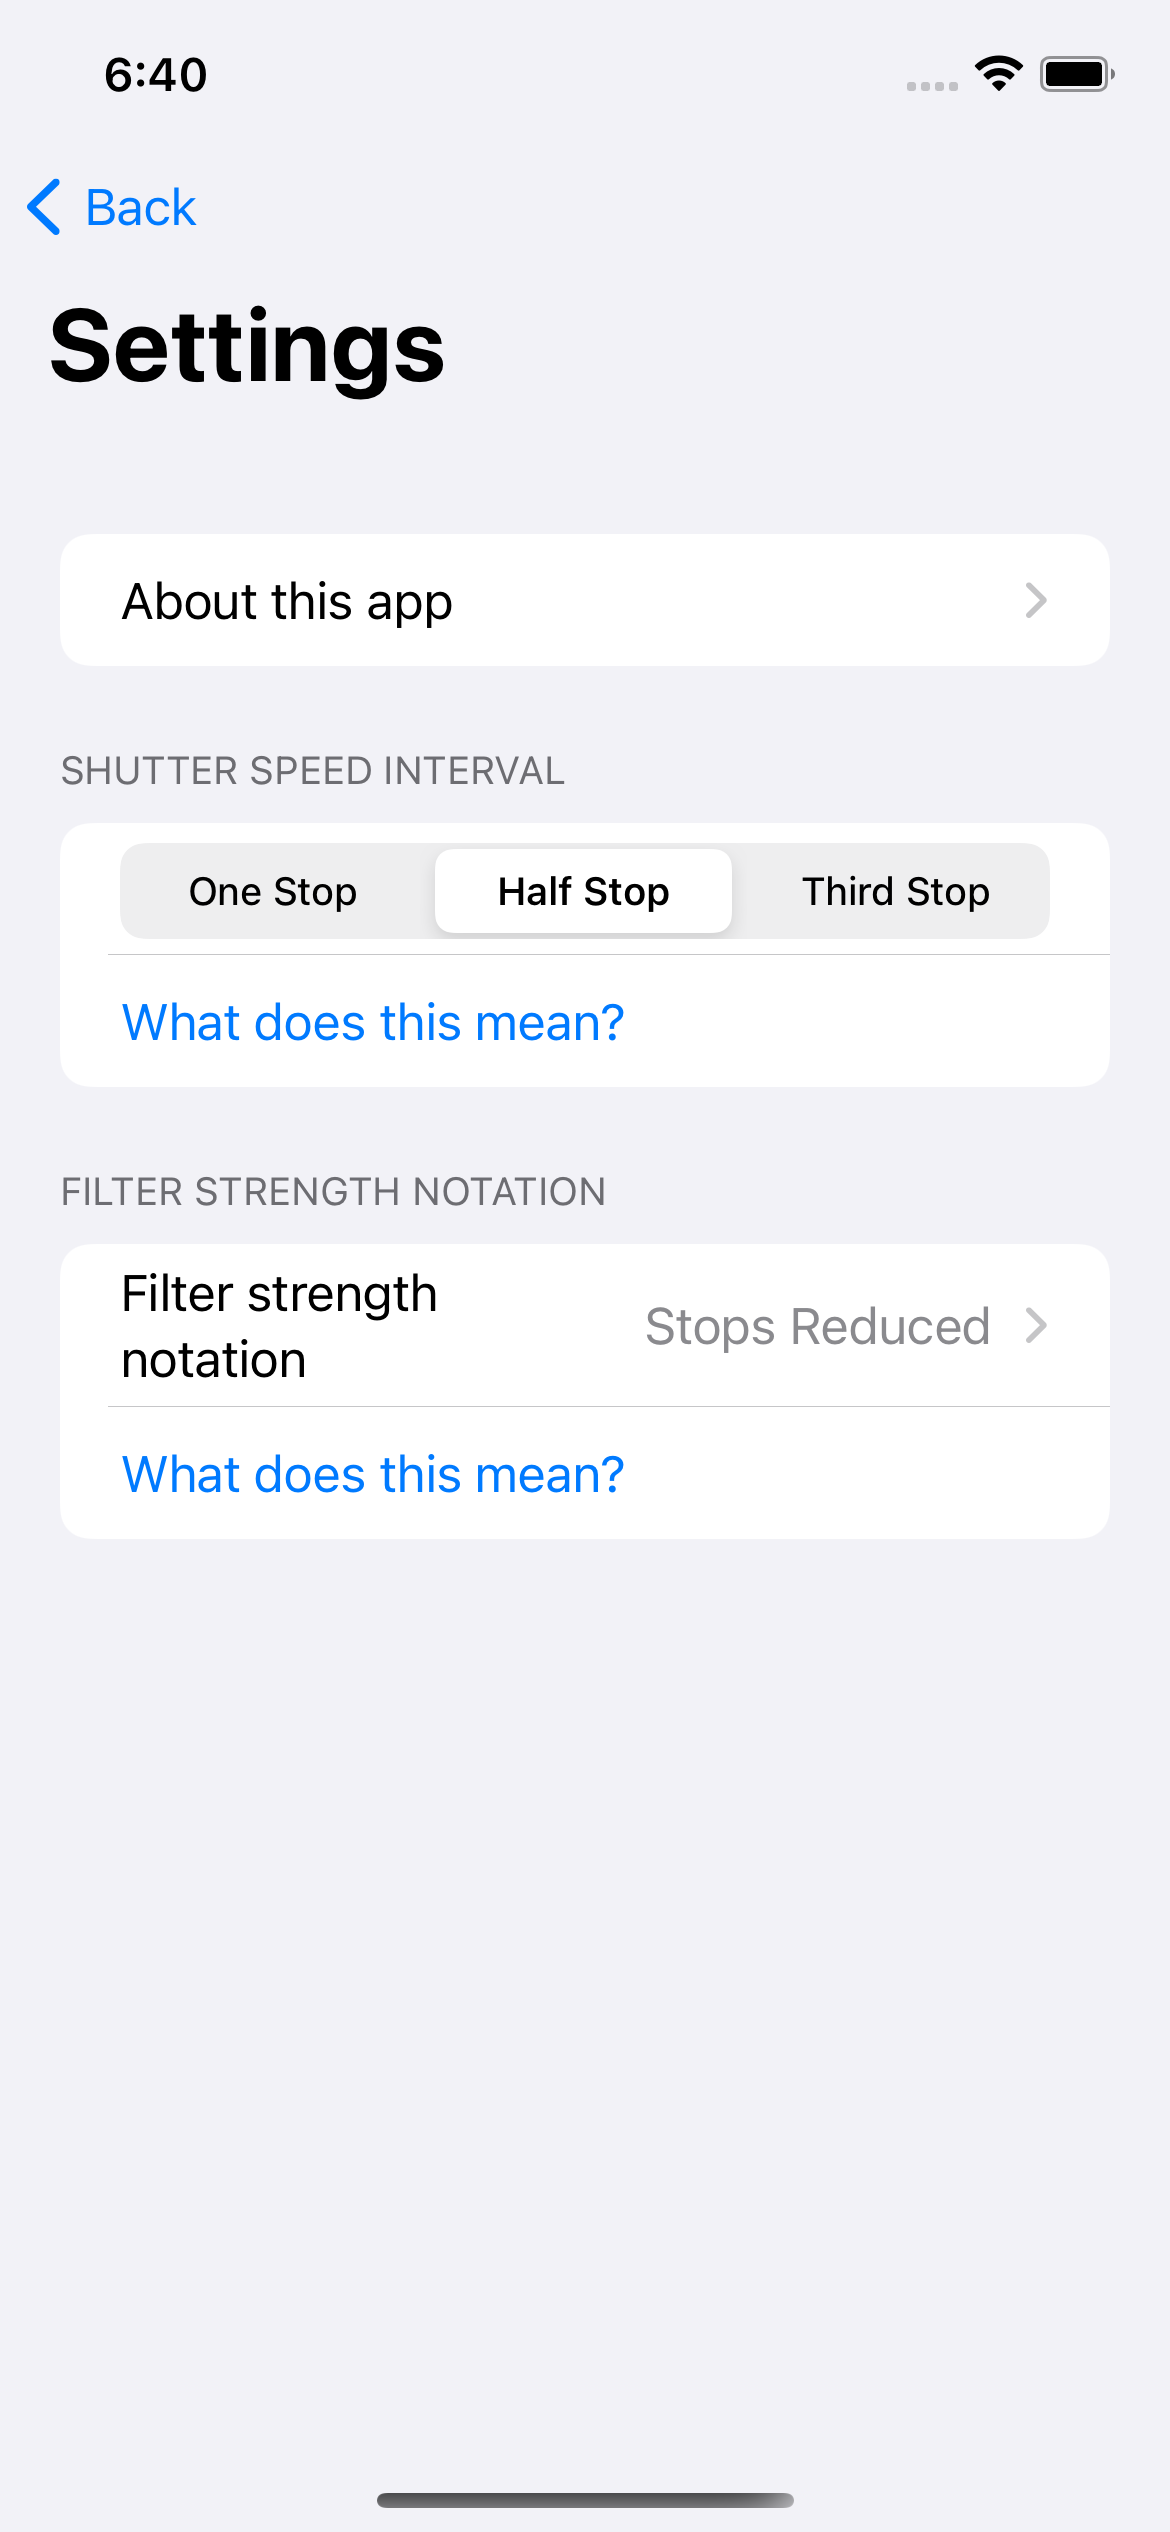 6:40
Back
Settings
About this app
SHUTTER SPEED INTERVAL
One Stop
Half Stop
Third Stop
What does this mean?
FILTER STRENGTH NOTATION
Filter strength
notation
Stops Reduced
What does this mean?